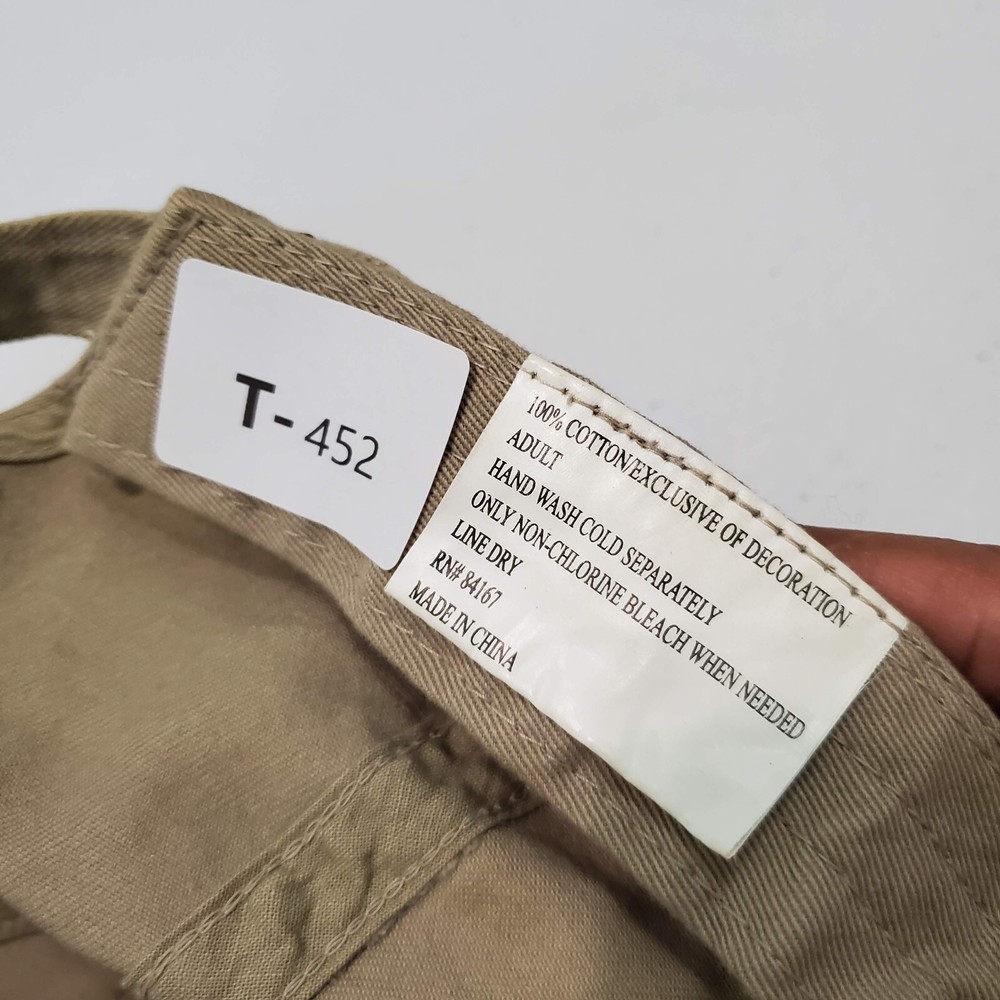 T-452
100% COTTON/EXCLUSIVE OF DECORATION
ADULT
HAND WASH COLD SEPARATELY
ONLY NON-CHLORINE BLEACH WHEN NEEDED
LINE DRY
RN# 84167
MADE IN CHINA